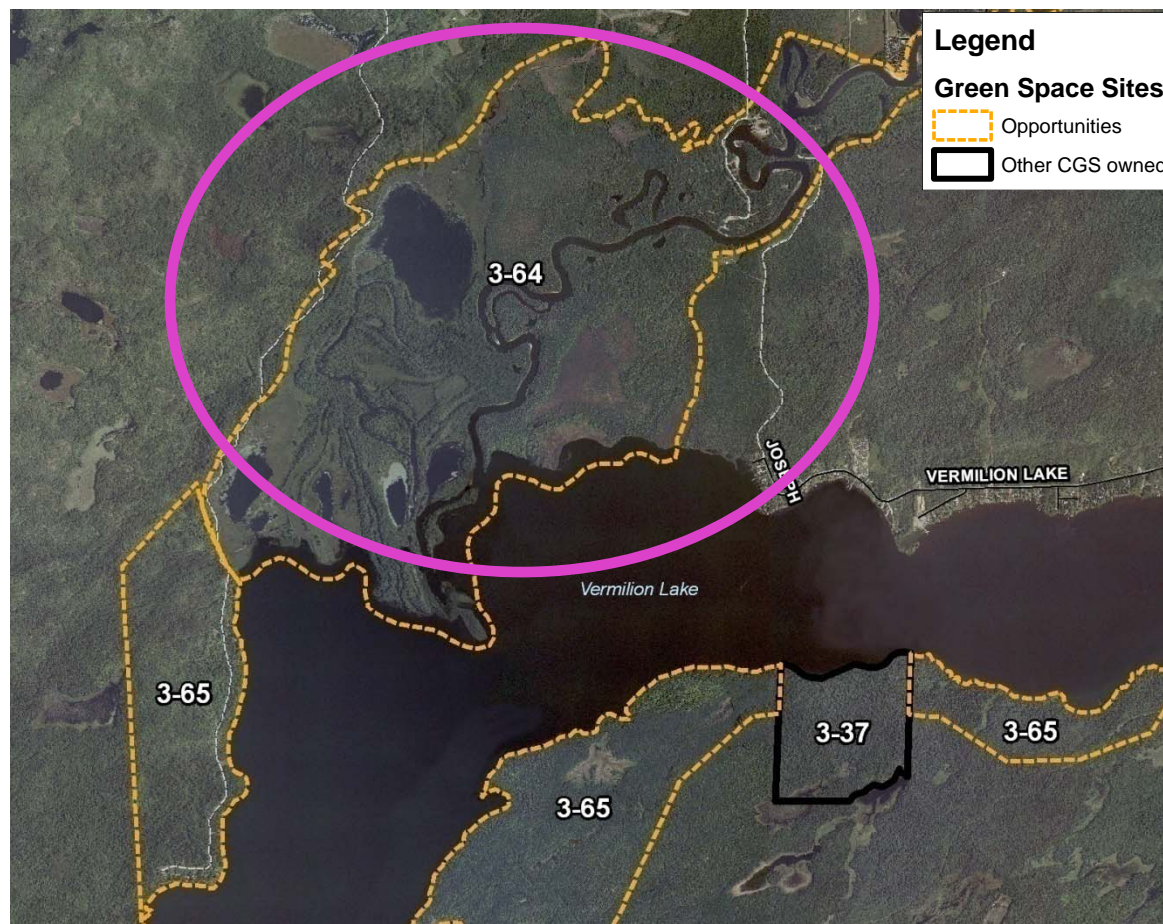 Legend
Green Space Sites
Opportunities
Other CGS owned
3-64
JOSEPH
VERMILION LAKE
Vermilion Lake
3-65
3-37
3-65
3-65